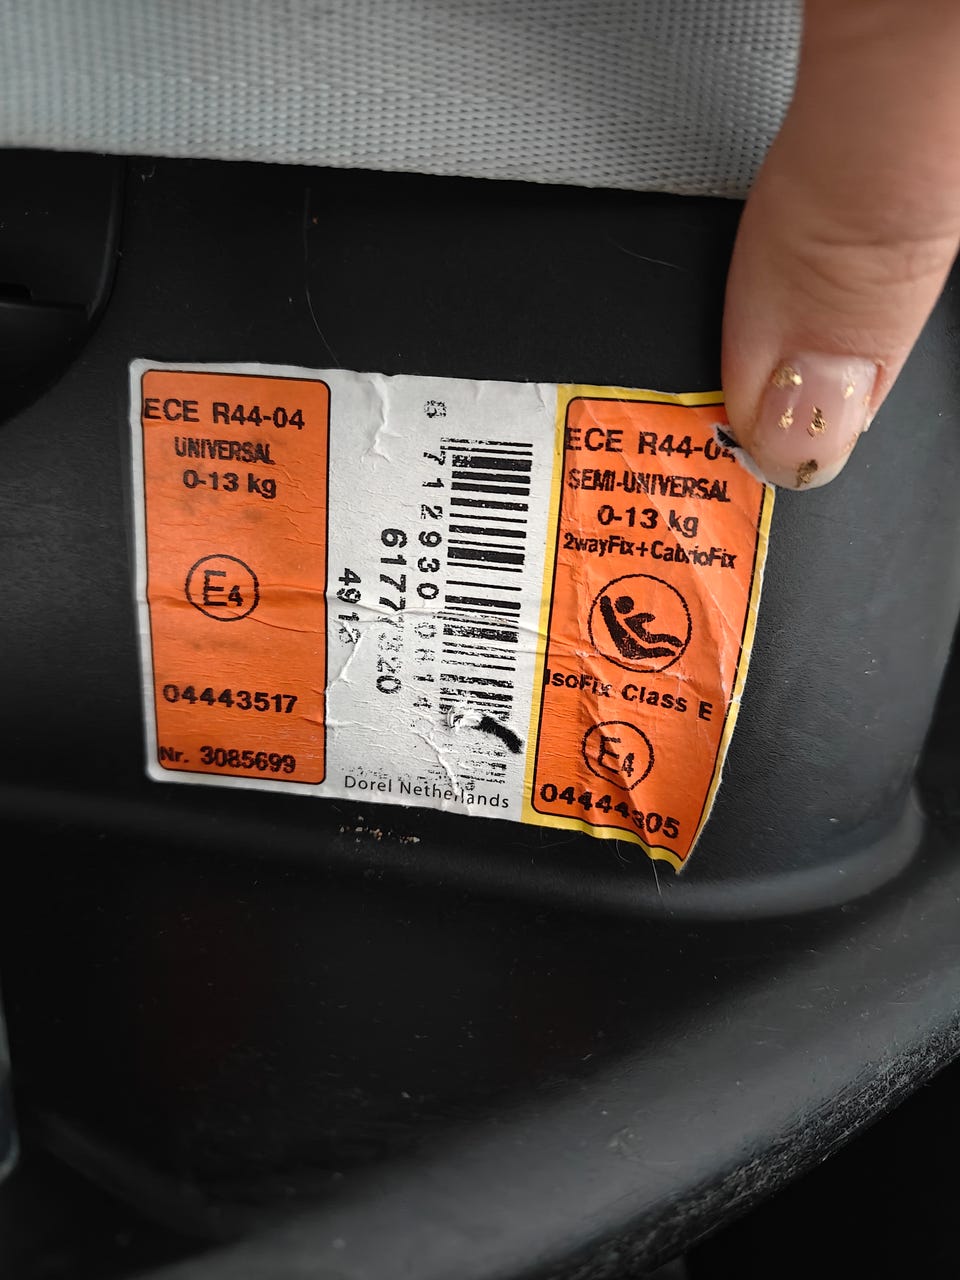 ECE R44-04
UNIVERSAL
0-13 kg
E4
04443517
Nr. 3085699
Dorel Netherlands
ECE R44-04
SEMI-UNIVERSAL
0-13 kg
2wayFix+CabrioFix
IsoFix Class E
E4